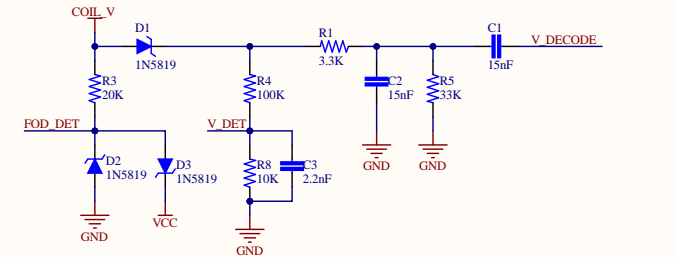 COIL_V
D1
1N5819
R1
3.3K
C1
15nF
V_DECODE
R3
20K
R4
100K
C2
15nF
R5
33K
FOD_DET
V_DET
GND
GND
D2
1N5819
D3
1N5819
R8
10K
C3
2.2nF
GND
VCC
GND